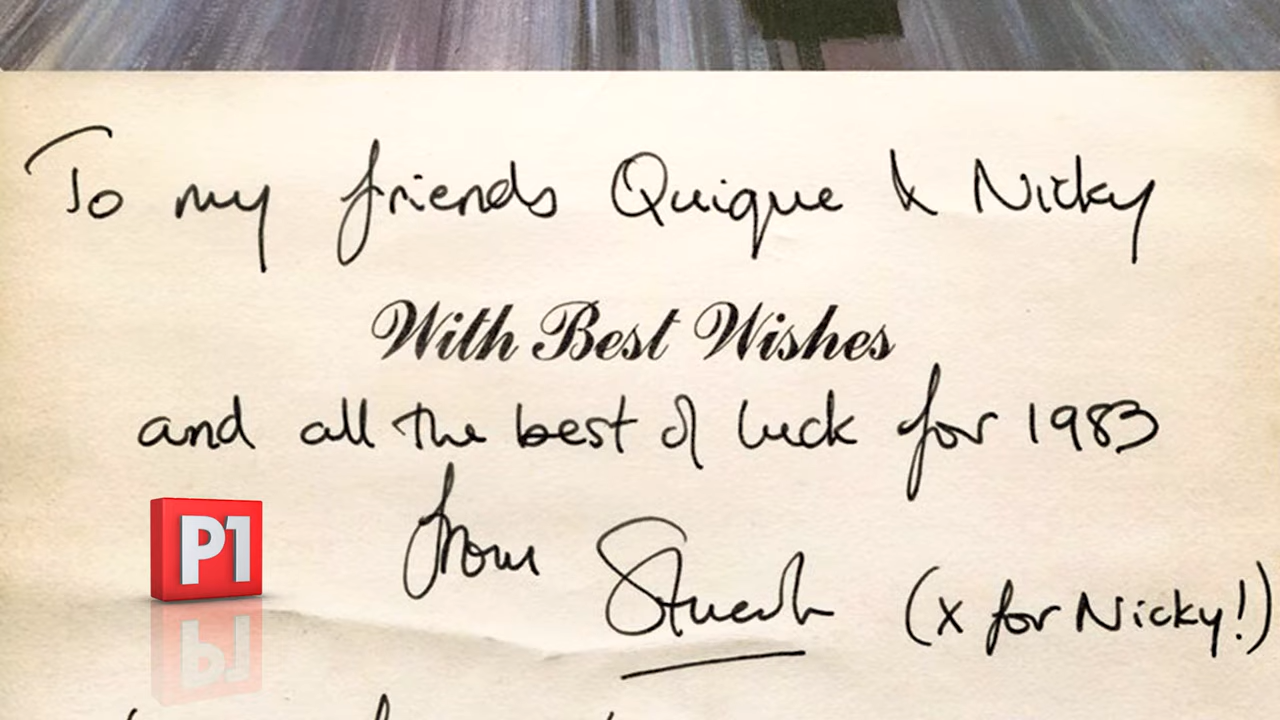 To my friends Quique & Nicky
With Best Wishes
and all the best of luck for 1983
from Stuart (x for Nicky!)
P1